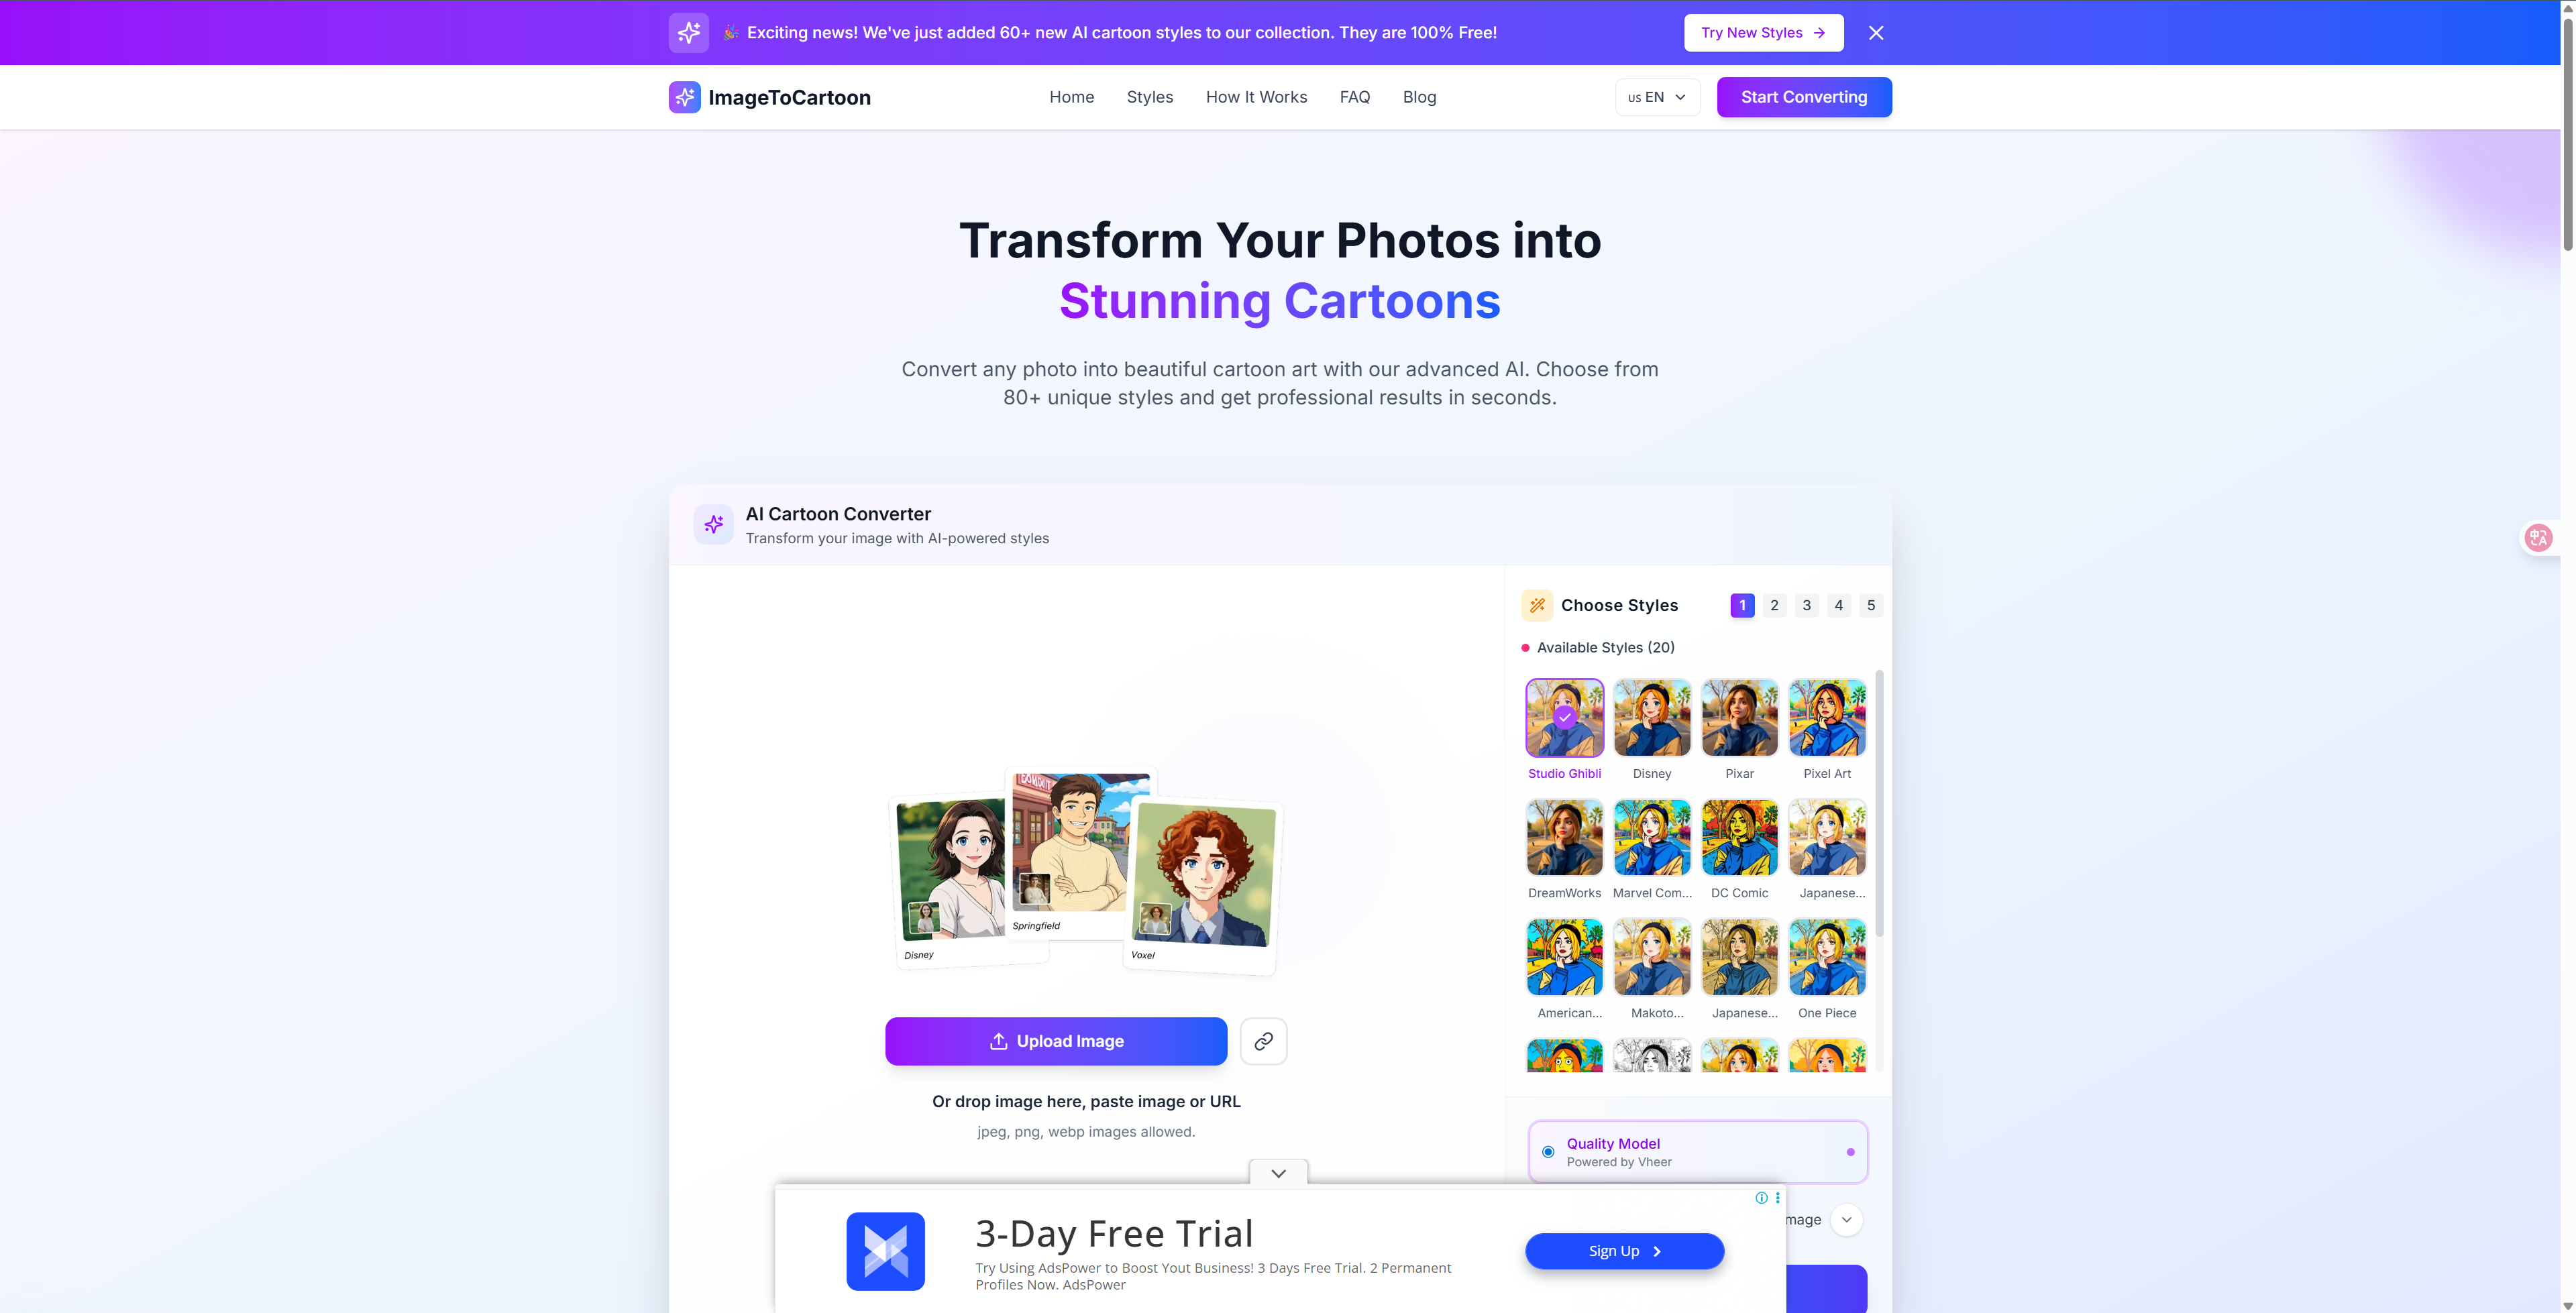 🎉 Exciting news! We've just added 60+ new AI cartoon styles to our collection. They are 100% Free!
Try New Styles →
ImageToCartoon
Home
Styles
How It Works
FAQ
Blog
US EN
Start Converting
Transform Your Photos into
Stunning Cartoons
Convert any photo into beautiful cartoon art with our advanced AI. Choose from
80+ unique styles and get professional results in seconds.
AI Cartoon Converter
Transform your image with AI-powered styles
Disney
Springfield
Voxel
Upload Image
Or drop image here, paste image or URL
jpeg, png, webp images allowed.
Choose Styles
1 2 3 4 5
Available Styles (20)
Studio Ghibli
Disney
Pixar
Pixel Art
DreamWorks
Marvel Com...
DC Comic
Japanese...
American...
Makoto...
Japanese...
One Piece
Quality Model
Powered by Vheer
mage
3-Day Free Trial
Try Using AdsPower to Boost Yout Business! 3 Days Free Trial. 2 Permanent
Profiles Now. AdsPower
Sign Up